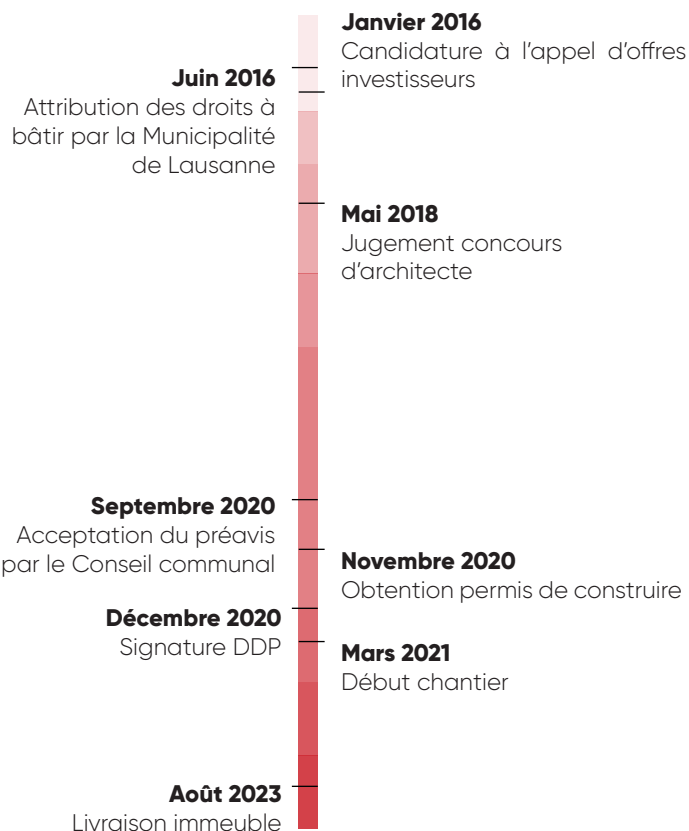 Janvier 2016
Candidature à l'appel d'offres
investisseurs
Juin 2016
Attribution des droits à
bâtir par la Municipalité
de Lausanne
Mai 2018
Jugement concours
d'architecte
Septembre 2020
Acceptation du préavis
par le Conseil communal
Novembre 2020
Obtention permis de construire
Décembre 2020
Signature DDP
Mars 2021
Début chantier
Août 2023
Livraison immeuble